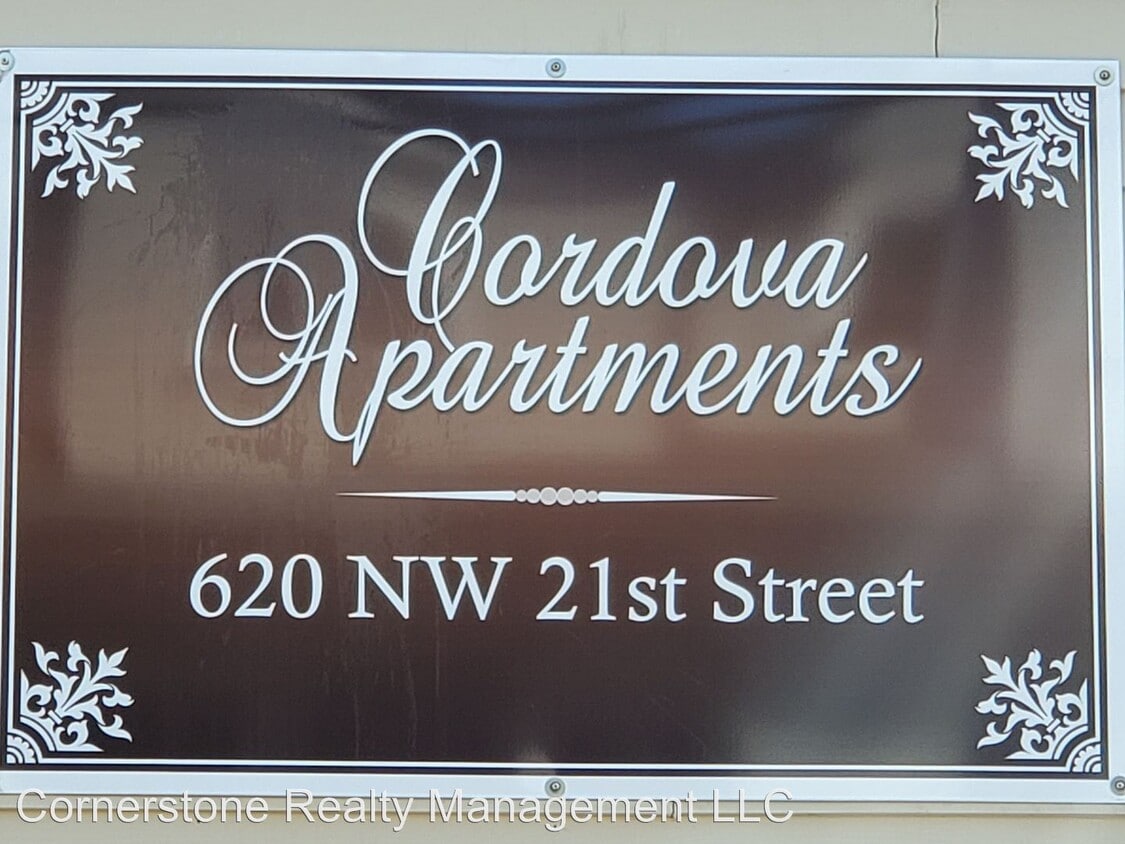 Cordova
Apartments
620 NW 21st Street
Cornerstone Realty Management LLC